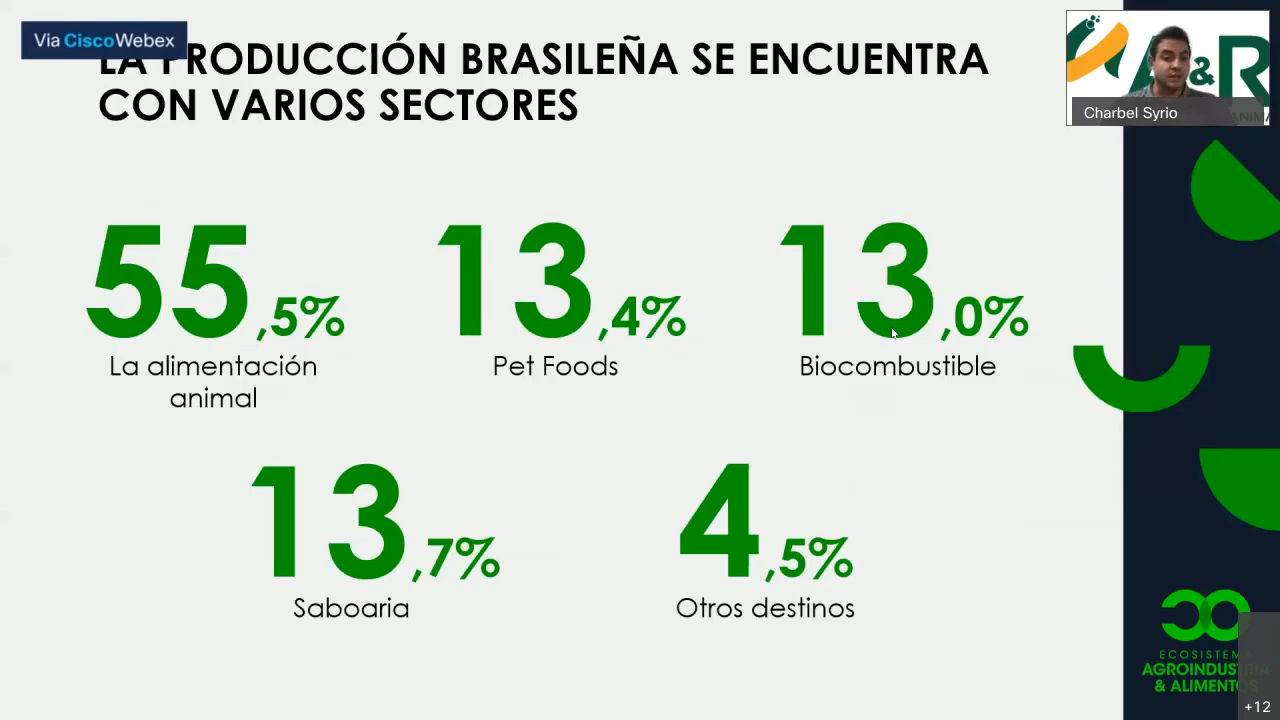 Vía CiscoWebex
LA PRODUCCIÓN BRASILEÑA SE ENCUENTRA
CON VARIOS SECTORES
&R
Charbel Syrio
55,5%
La alimentación
animal
13,4%
Pet Foods
13,0%
Biocombustible
13,7%
Saboaria
4,5%
Otros destinos
ECOSISTEMA
AGROINDUSTRIA
& ALIMENTOS
+12